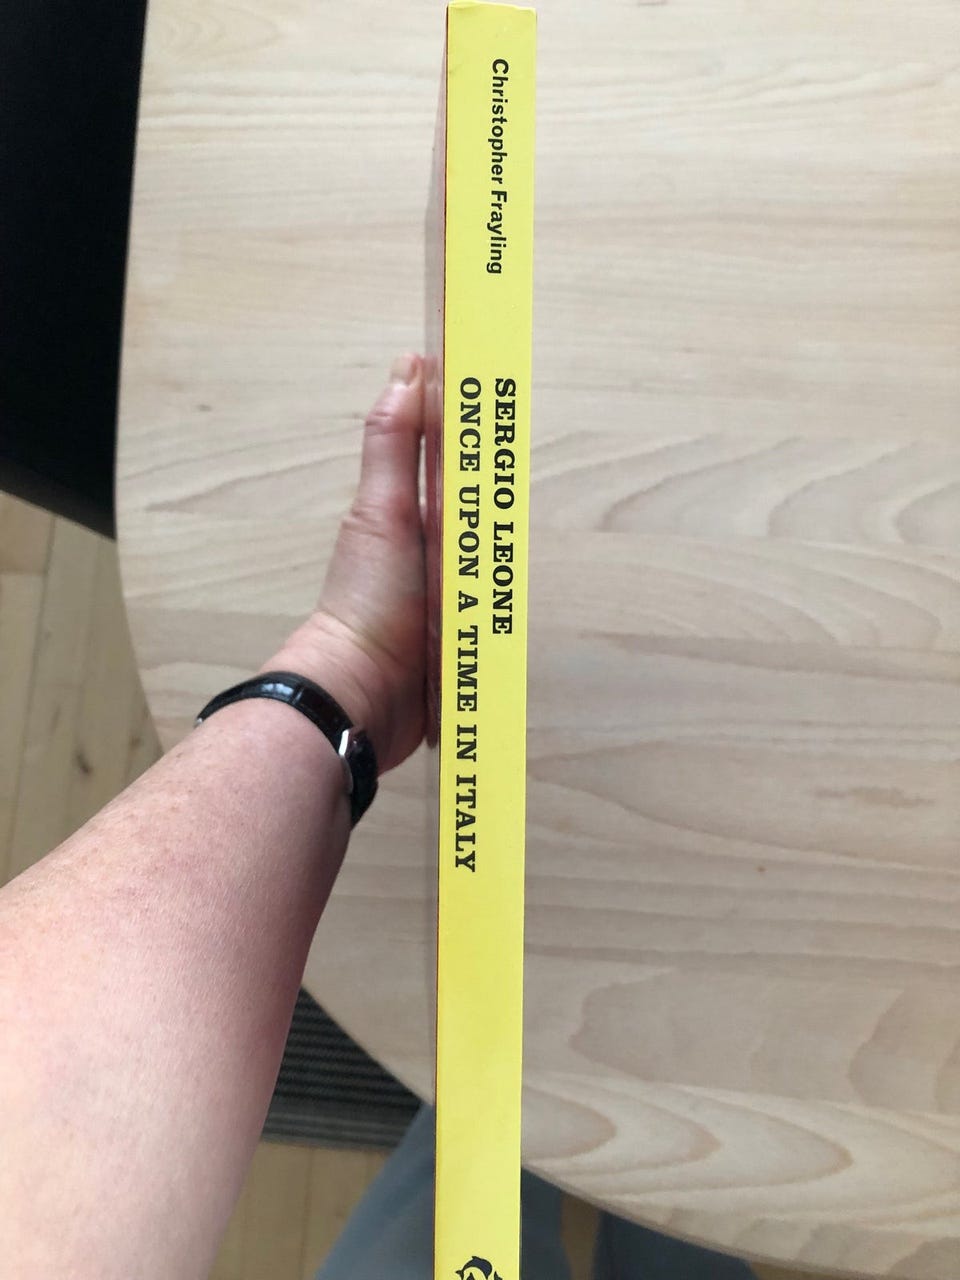 Christopher Frayling
SERGIO LEONE
ONCE UPON A TIME IN ITALY